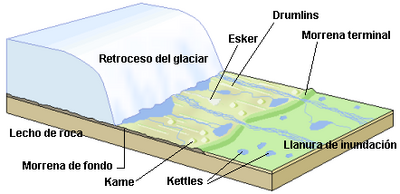 Drumlins
Esker
Morrena terminal
Retroceso del glaciar
Lecho de roca
Llanura de inundación
Morrena de fondo
Kame
Kettles